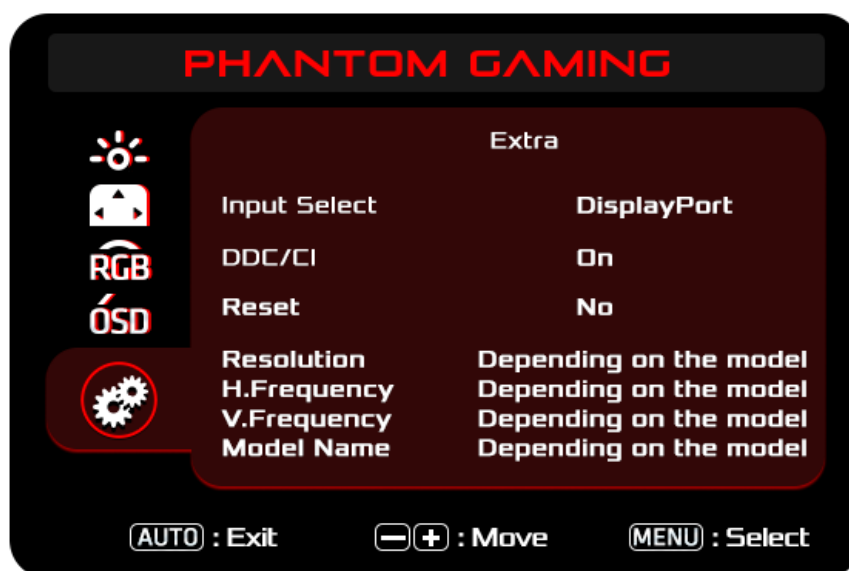 PHANTOM GAMING
Extra
Input Select DisplayPort
DDC/CI On
RGB
Reset No
OSD
Resolution Depending on the model
H.Frequency Depending on the model
V.Frequency Depending on the model
Model Name Depending on the model
AUTO : Exit − + : Move MENU : Select